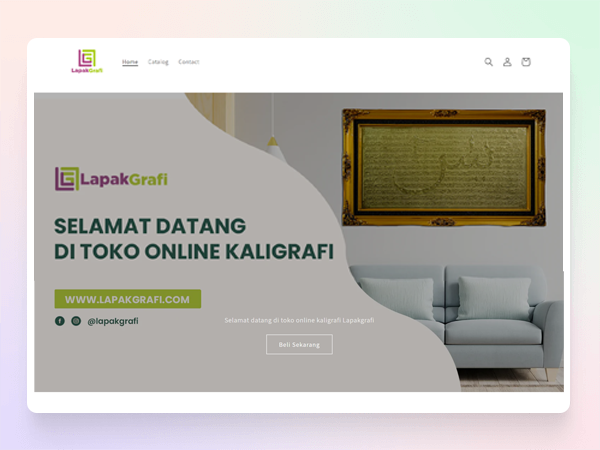 LapakGrafi
Home Catalog Contact
LapakGrafi
SELAMAT DATANG
DI TOKO ONLINE KALIGRAFI
WWW.LAPAKGRAFI.COM
@lapakgrafi
Selamat datang di toko online kaligrafi Lapakgrafi
Beli Sekarang